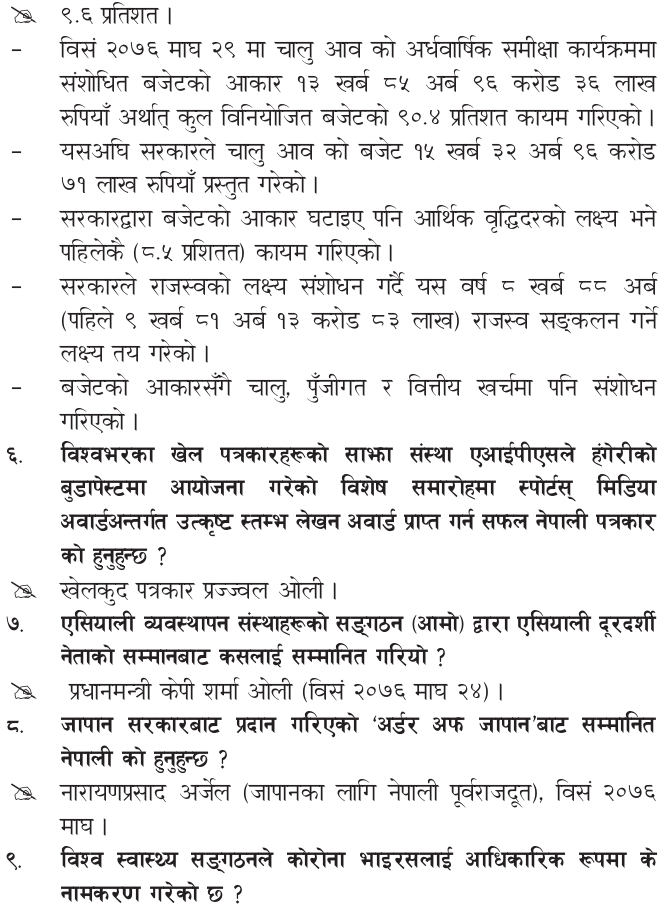 ९.६ प्रतिशत ।
- विसं २०७६ माघ २९ मा चालु आव को अर्धवार्षिक समीक्षा कार्यक्रममा
संशोधित बजेटको आकार १३ खर्ब ८५ अर्ब ९६ करोड ३६ लाख
रुपियाँ अर्थात् कुल विनियोजित बजेटको ९०.४ प्रतिशत कायम गरिएको ।
- यसअघि सरकारले चालु आव को बजेट १५ खर्ब ३२ अर्ब ९६ करोड
७१ लाख रुपियाँ प्रस्तुत गरेको ।
- सरकारद्वारा बजेटको आकार घटाइए पनि आर्थिक वृद्धिदरको लक्ष्य भने
पहिलेकै (८.५ प्रशितत) कायम गरिएको ।
- सरकारले राजस्वको लक्ष्य संशोधन गर्दै यस वर्ष ८ खर्ब ८८ अर्ब
(पहिले ९ खर्ब ८१ अर्ब १३ करोड ८३ लाख) राजस्व सङ्कलन गर्ने
लक्ष्य तय गरेको ।
- बजेटको आकारसँगै चालु, पुँजीगत र वित्तीय खर्चमा पनि संशोधन
गरिएको ।
६. विश्वभरका खेल पत्रकारहरूको साझा संस्था एआईपीएसले हंगेरीको
बुडापेस्टमा आयोजना गरेको विशेष समारोहमा स्पोर्टस् मिडिया
अवार्डअन्तर्गत उत्कृष्ट स्तम्भ लेखन अवार्ड प्राप्त गर्न सफल नेपाली पत्रकार
को हुनुहुन्छ ?
खेलकुद पत्रकार प्रज्ज्वल ओली ।
७. एसियाली व्यवस्थापन संस्थाहरूको सङ्गठन (आमो) द्वारा एसियाली दूरदर्शी
नेताको सम्मानबाट कसलाई सम्मानित गरियो ?
प्रधानमन्त्री केपी शर्मा ओली (विसं २०७६ माघ २४) ।
८. जापान सरकारबाट प्रदान गरिएको 'अर्डर अफ जापान'बाट सम्मानित
नेपाली को हुनुहुन्छ ?
नारायणप्रसाद अर्जेल (जापानका लागि नेपाली पूर्वराजदूत), विसं २०७६
माघ ।
९. विश्व स्वास्थ्य सङ्गठनले कोरोना भाइरसलाई आधिकारिक रूपमा के
नामकरण गरेको छ ?